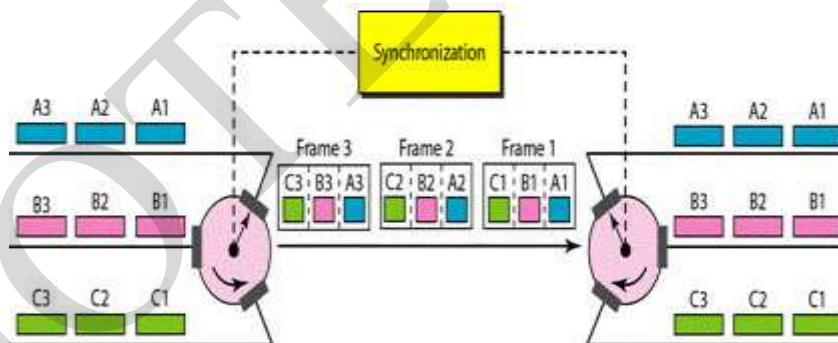 Synchronization
A3 A2 A1
A3 A2 A1
Frame 3 Frame 2 Frame 1
C3 B3 A3 C2 B2 A2 C1 B1 A1
B3 B2 B1
B3 B2 B1
C3 C2 C1
C3 C2 C1